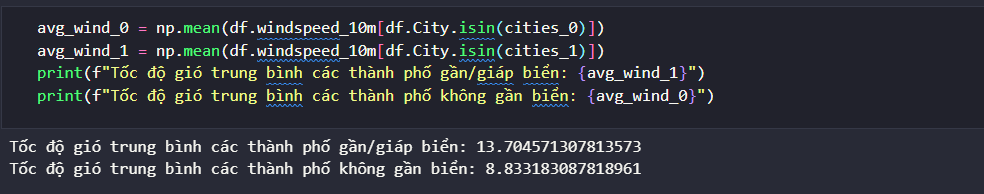 avg_wind_0 = np.mean(df.windspeed_10m[df.City.isin(cities_0)])
avg_wind_1 = np.mean(df.windspeed_10m[df.City.isin(cities_1)])
print(f"Tốc độ gió trung bình các thành phố gần/giáp biển: {avg_wind_1}")
print(f"Tốc độ gió trung bình các thành phố không gần biển: {avg_wind_0}")
Tốc độ gió trung bình các thành phố gần/giáp biển: 13.704571307813573
Tốc độ gió trung bình các thành phố không gần biển: 8.833183087818961